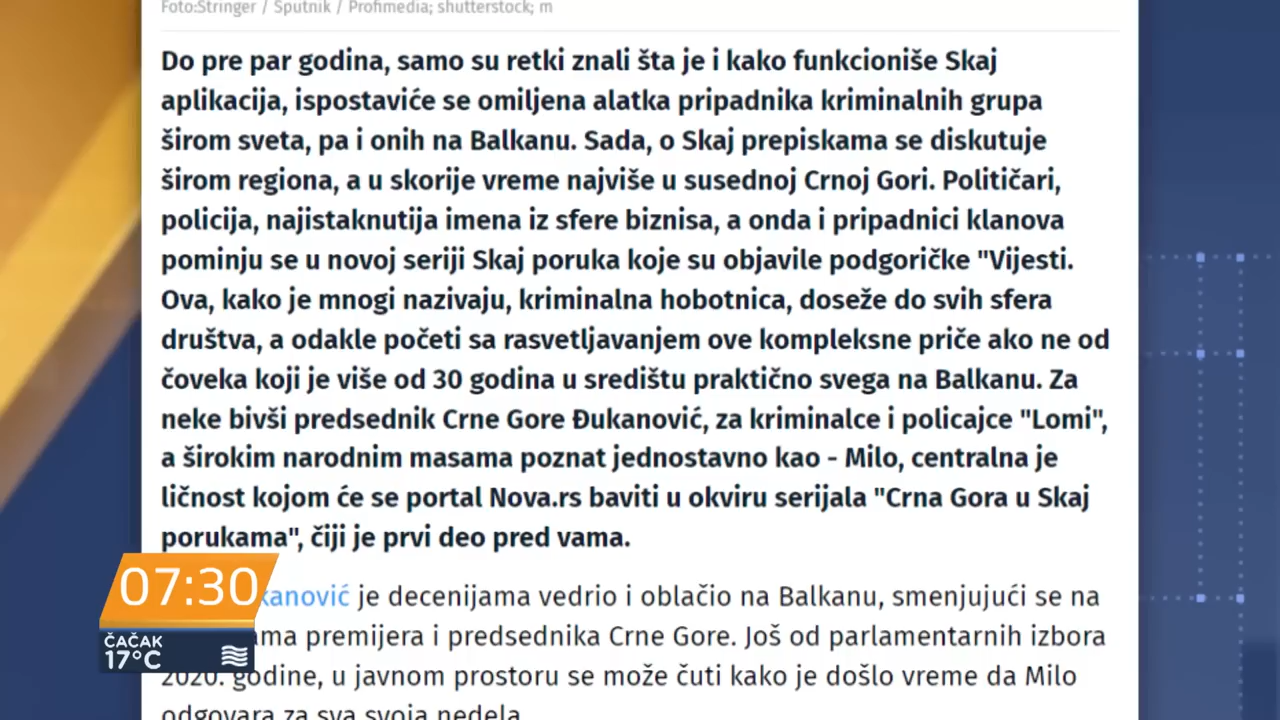 Foto:Stringer / Sputnik / Profimedia; shutterstock; m
Do pre par godina, samo su retki znali šta je i kako funkcioniše Skaj
aplikacija, ispostaviće se omiljena alatka pripadnika kriminalnih grupa
širom sveta, pa i onih na Balkanu. Sada, o Skaj prepiskama se diskutuje
širom regiona, a u skorije vreme najviše u susednoj Crnoj Gori. Političari,
policija, najistaknutija imena iz sfere biznisa, a onda i pripadnici klanova
pominju se u novoj seriji Skaj poruka koje su objavile podgoričke "Vijesti.
Ova, kako je mnogi nazivaju, kriminalna hobotnica, doseže do svih sfera
društva, a odakle početi sa rasvetljavanjem ove kompleksne priče ako ne od
čoveka koji je više od 30 godina u središtu praktično svega na Balkanu. Za
neke bivši predsednik Crne Gore Đukanović, za kriminalce i policajce "Lomi",
a širokim narodnim masama poznat jednostavno kao - Milo, centralna je
ličnost kojom će se portal Nova.rs baviti u okviru serijala "Crna Gora u Skaj
porukama", čiji je prvi deo pred vama.
kanović je decenijama vedrio i oblačio na Balkanu, smenjujući se na
ama premijera i predsednika Crne Gore. Još od parlamentarnih izbora
2020. godine, u javnom prostoru se može čuti kako je došlo vreme da Milo
odgovara za sva svoja nedela
07:30
ČAČAK
17°C